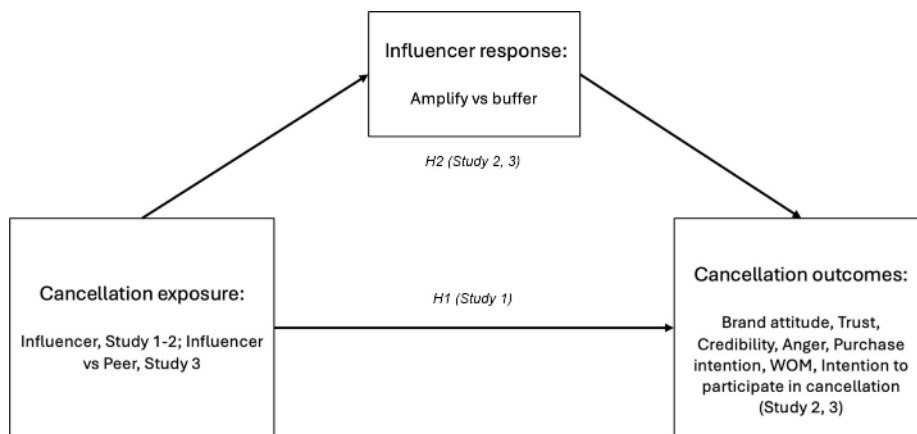 Influencer response:
Amplify vs buffer
H2 (Study 2, 3)
Cancellation exposure:
Influencer, Study 1-2; Influencer
vs Peer, Study 3
H1 (Study 1)
Cancellation outcomes:
Brand attitude, Trust,
Credibility, Anger, Purchase
intention, WOM, Intention to
participate in cancellation
(Study 2, 3)